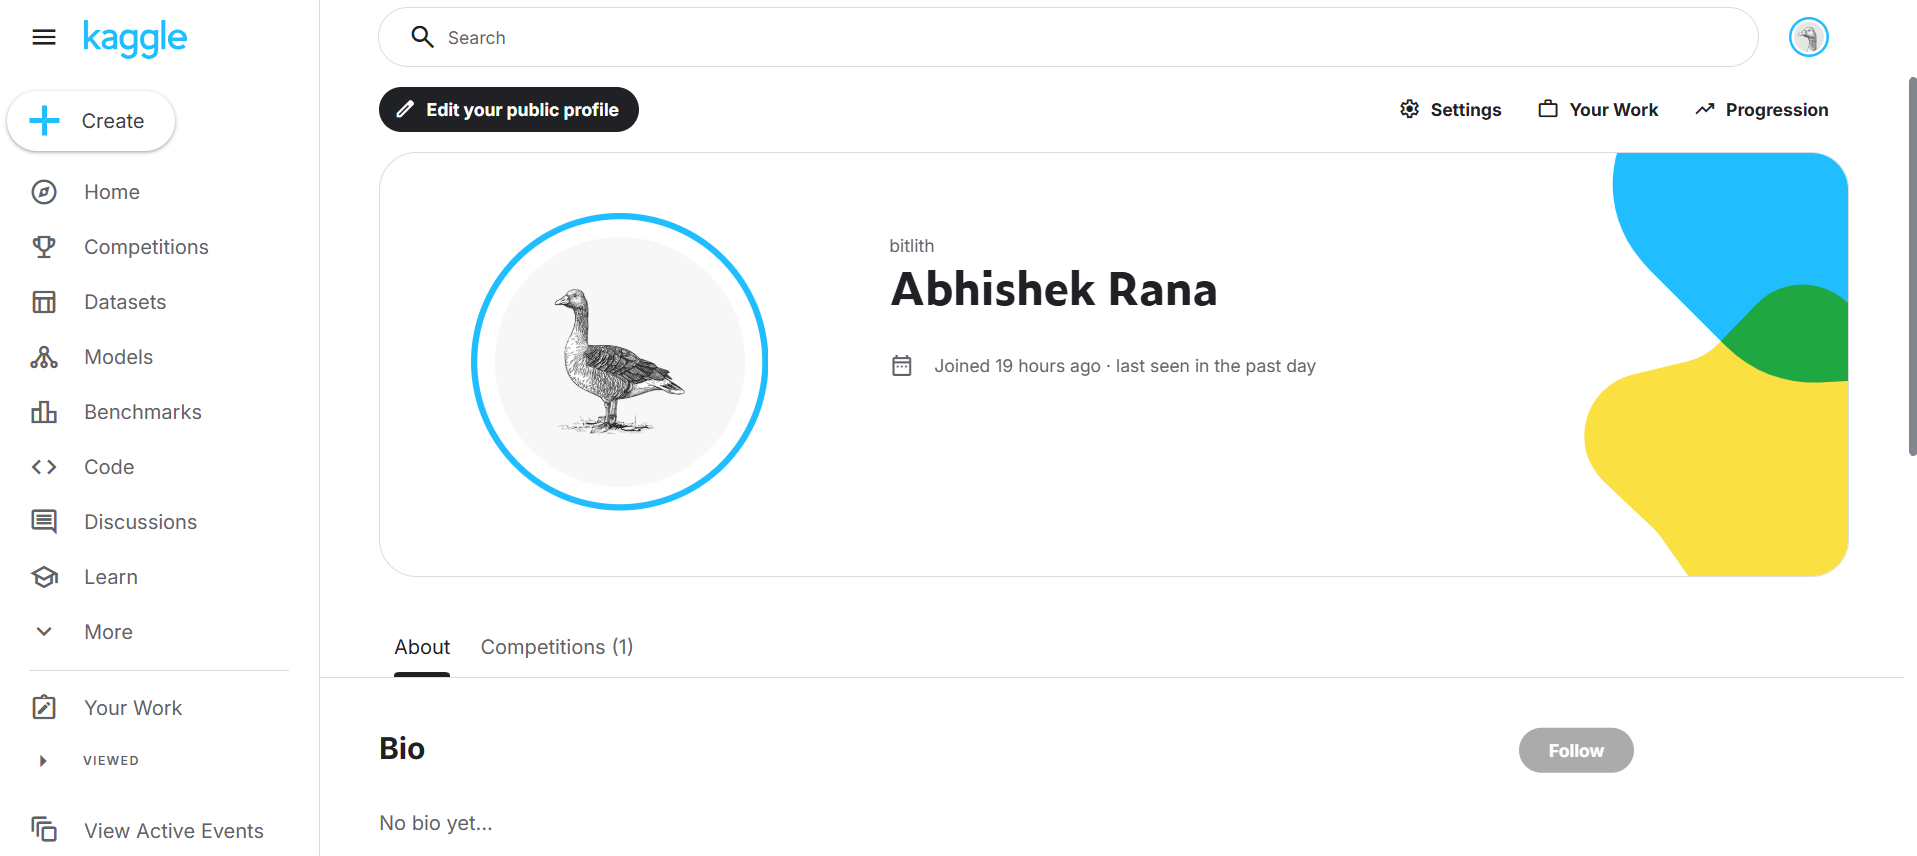 kaggle
Search
Create
Home
Competitions
Datasets
Models
Benchmarks
Code
Discussions
Learn
More
Your Work
VIEWED
View Active Events
Edit your public profile
Settings
Your Work
Progression
bitlith
Abhishek Rana
Joined 19 hours ago · last seen in the past day
About
Competitions (1)
Bio
Follow
No bio yet...